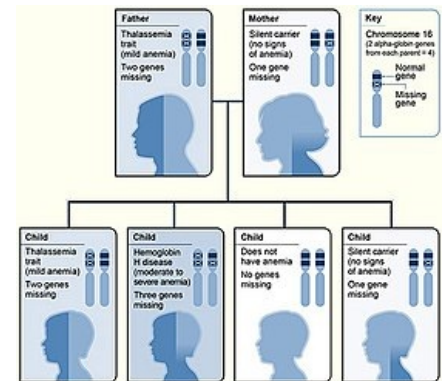 Father
Thalassemia
trait
(mild anemia)
Two genes
missing
Mother
Silent carrier
(no signs
of anemia)
One gene
missing
Key
Chromosome 16
(2 alpha-globin genes
from each parent = 4)
Normal
gene
Missing
gene
Child
Thalassemia
trait
(mild anemia)
Two genes
missing
Child
Hemoglobin
H disease
(moderate to
severe anemia)
Three genes
missing
Child
Does not
have anemia
No genes
missing
Child
Silent carrier
(no signs
of anemia)
One gene
missing